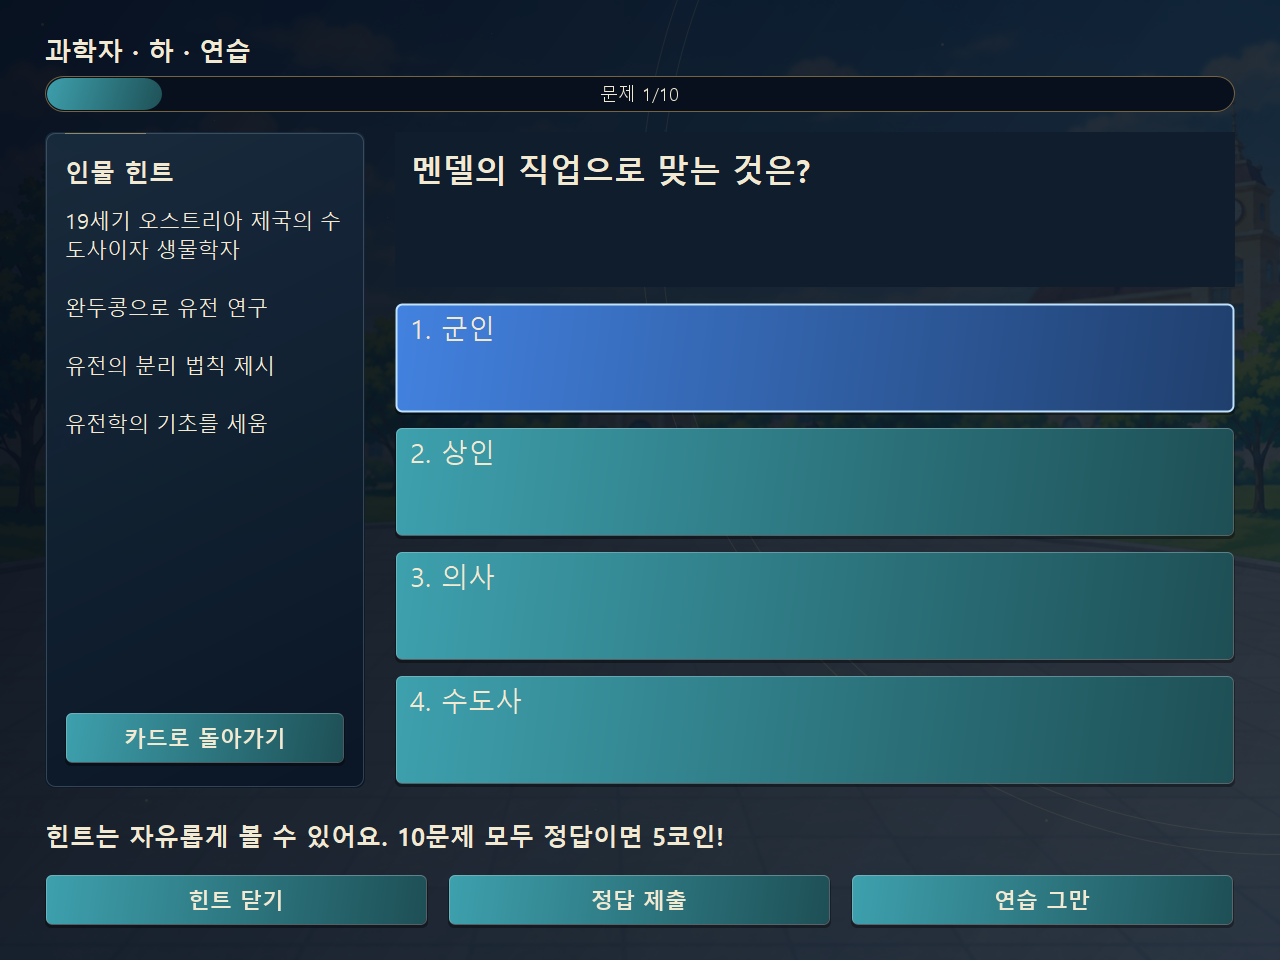 과학자 · 하 · 연습
문제 1/10
인물 힌트
19세기 오스트리아 제국의 수
도사이자 생물학자
완두콩으로 유전 연구
유전의 분리 법칙 제시
유전학의 기초를 세움
카드로 돌아가기
멘델의 직업으로 맞는 것은?
1. 군인
2. 상인
3. 의사
4. 수도사
힌트는 자유롭게 볼 수 있어요. 10문제 모두 정답이면 5코인!
힌트 닫기
정답 제출
연습 그만